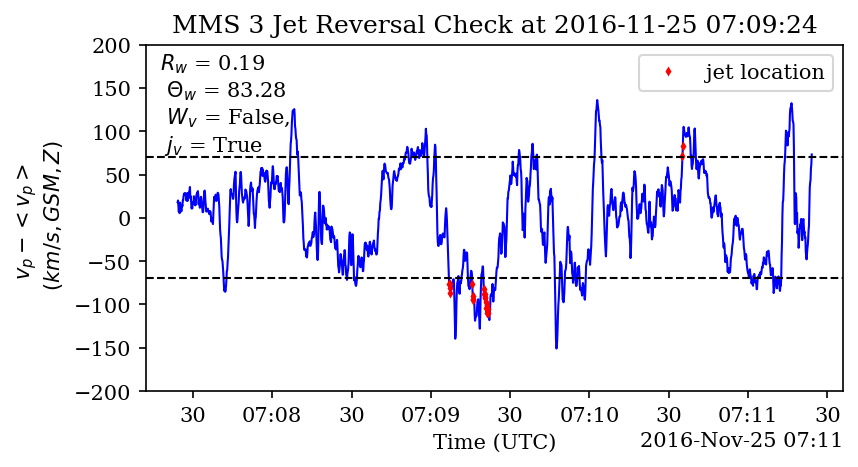 MMS 3 Jet Reversal Check at 2016-11-25 07:09:24
R_w = 0.19
Θ_w = 83.28
W_v = False,
j_v = True
jet location
v_p − < v_p >
(km/s, GSM, Z)
200
150
100
50
0
−50
−100
−150
−200
30 07:08 30 07:09 30 07:10 30 07:11 30
Time (UTC)
2016-Nov-25 07:11